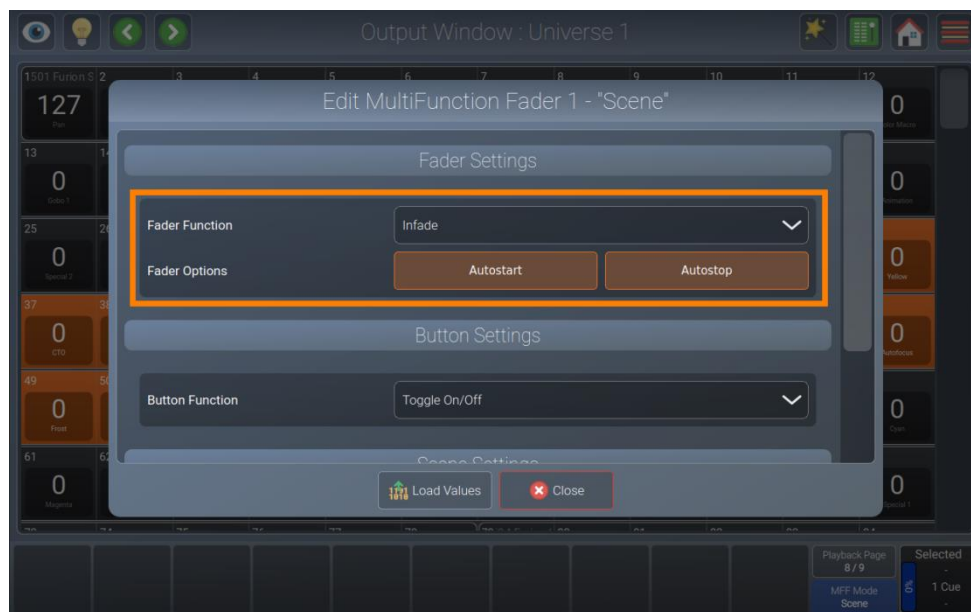 Output Window : Universe 1
1501 Furion S 2 3 4 5 6 7 8 9 10 11 12
127
Pan
0
Edit MultiFunction Fader 1 - "Scene"
13
0
Gobo 1
0
Fader Settings
25
0
Special 2
0
Yellow
Fader Function
Infade
Fader Options
Autostart
Autostop
37
0
CTO
0
Autofocus
Button Settings
49
0
Frost
0
Cyan
Button Function
Toggle On/Off
61
0
Magenta
0
Special 1
Scene Settings
Load Values
Close
Playback Page
8 / 9
MFF Mode
Scene
Selected
-
1 Cue
-